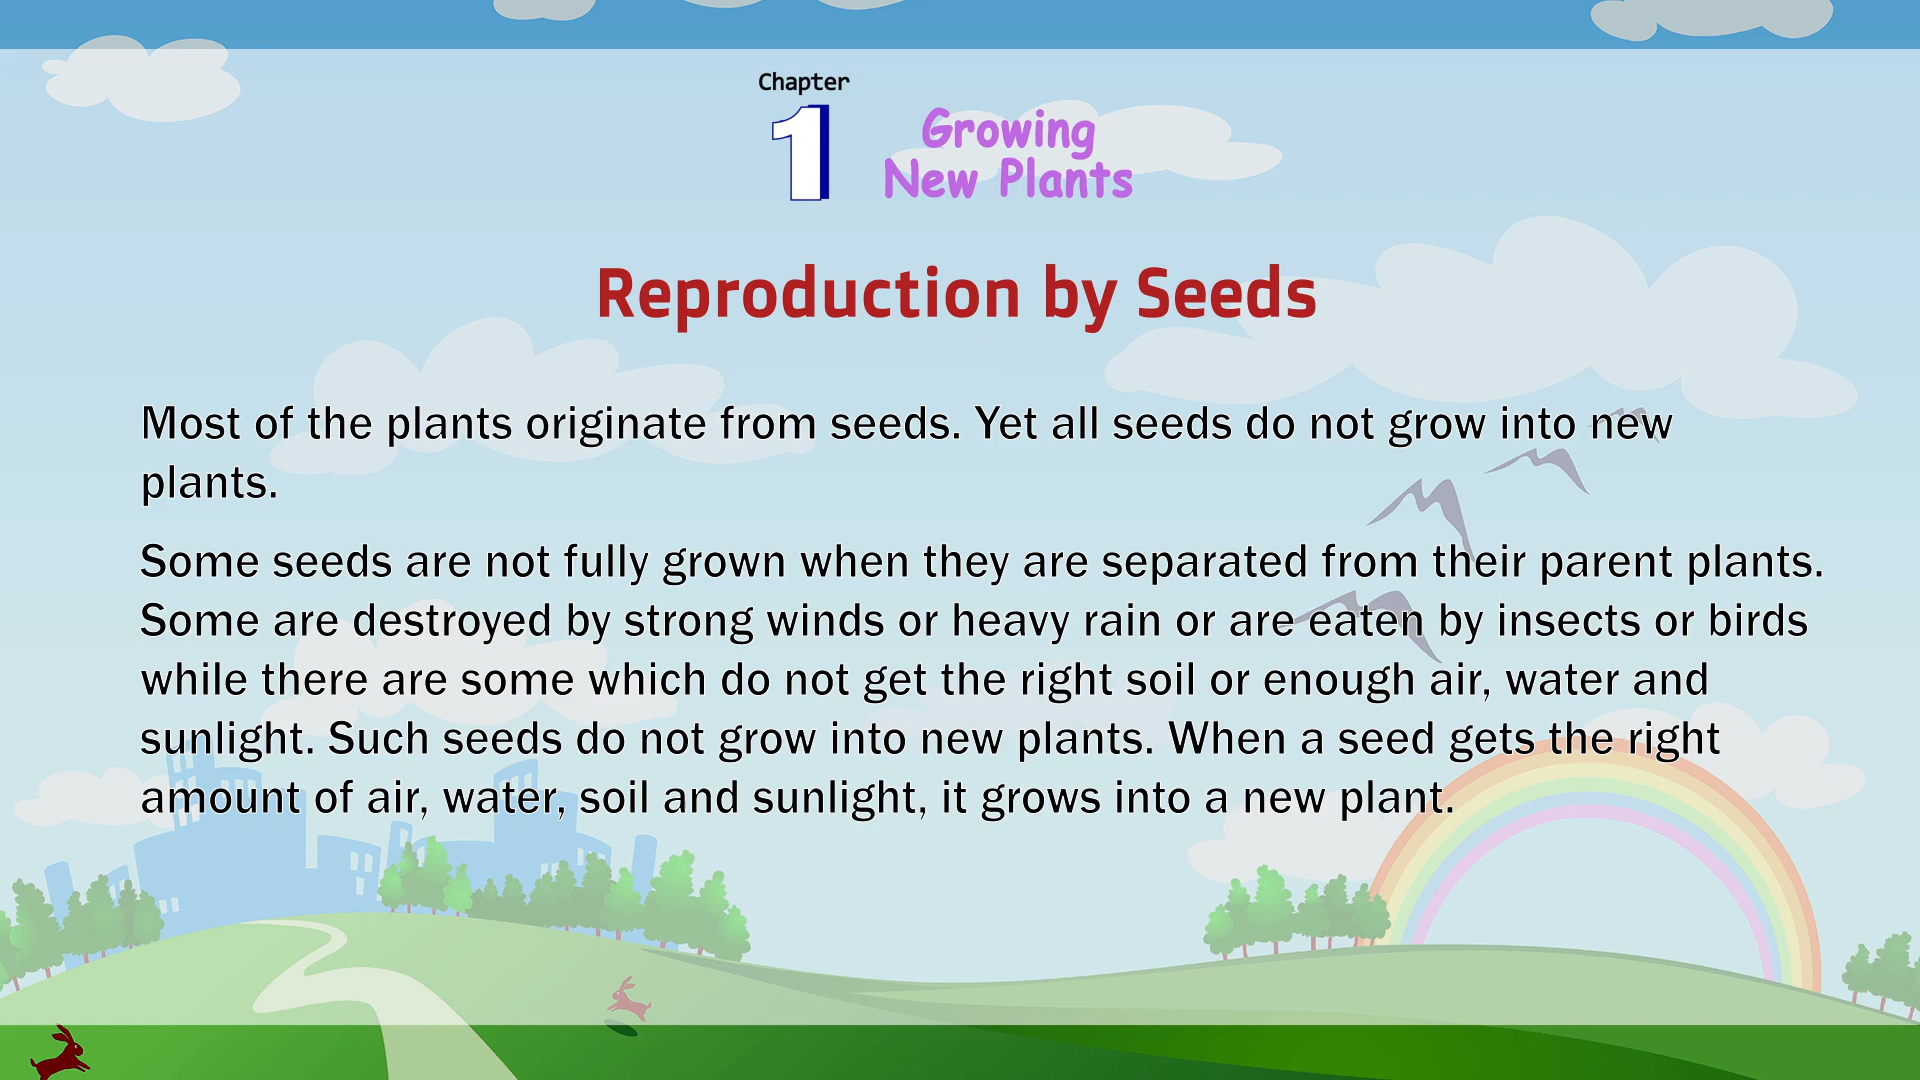 Chapter
1
Growing
New Plants
Reproduction by Seeds
Most of the plants originate from seeds. Yet all seeds do not grow into new
plants.
Some seeds are not fully grown when they are separated from their parent plants.
Some are destroyed by strong winds or heavy rain or are eaten by insects or birds
while there are some which do not get the right soil or enough air, water and
sunlight. Such seeds do not grow into new plants. When a seed gets the right
amount of air, water, soil and sunlight, it grows into a new plant.